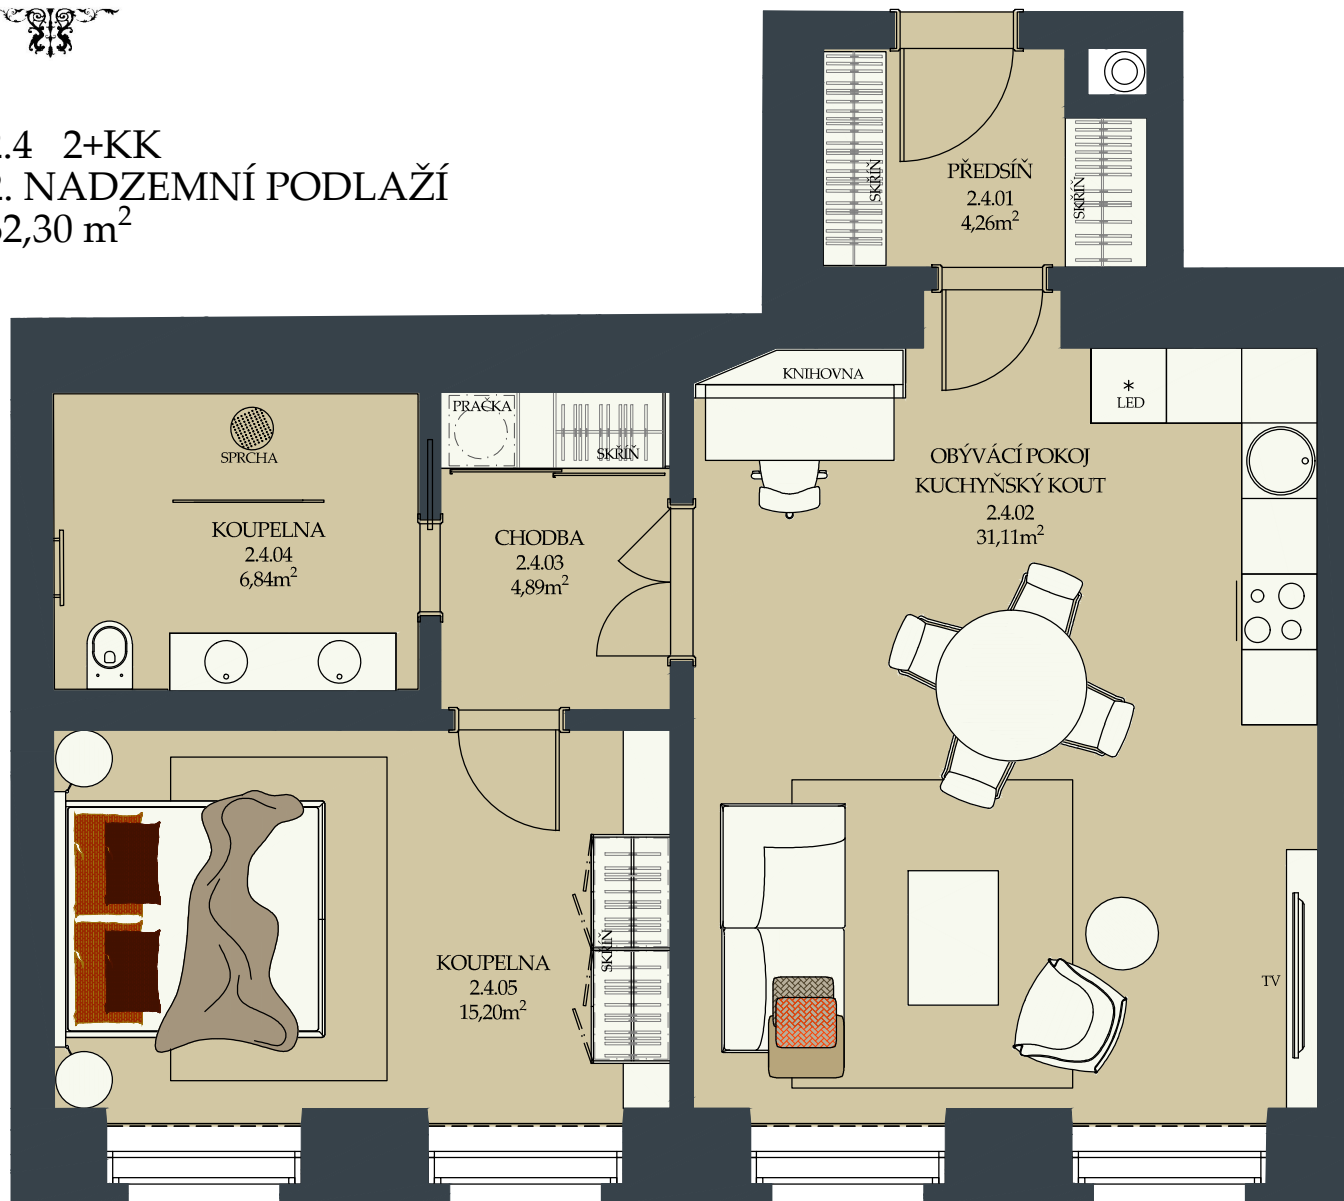 .4 2+KK
. NADZEMNÍ PODLAŽÍ
2,30 m²
SKŘÍŇ
PŘEDSÍŇ
2.4.01
4,26m²
SKŘÍŇ
KNIHOVNA
LED
PRAČKA
SKŘÍŇ
SPRCHA
KOUPELNA
2.4.04
6,84m²
CHODBA
2.4.03
4,89m²
OBÝVÁCÍ POKOJ
KUCHYŇSKÝ KOUT
2.4.02
31,11m²
KOUPELNA
2.4.05
15,20m²
SKŘÍŇ
TV